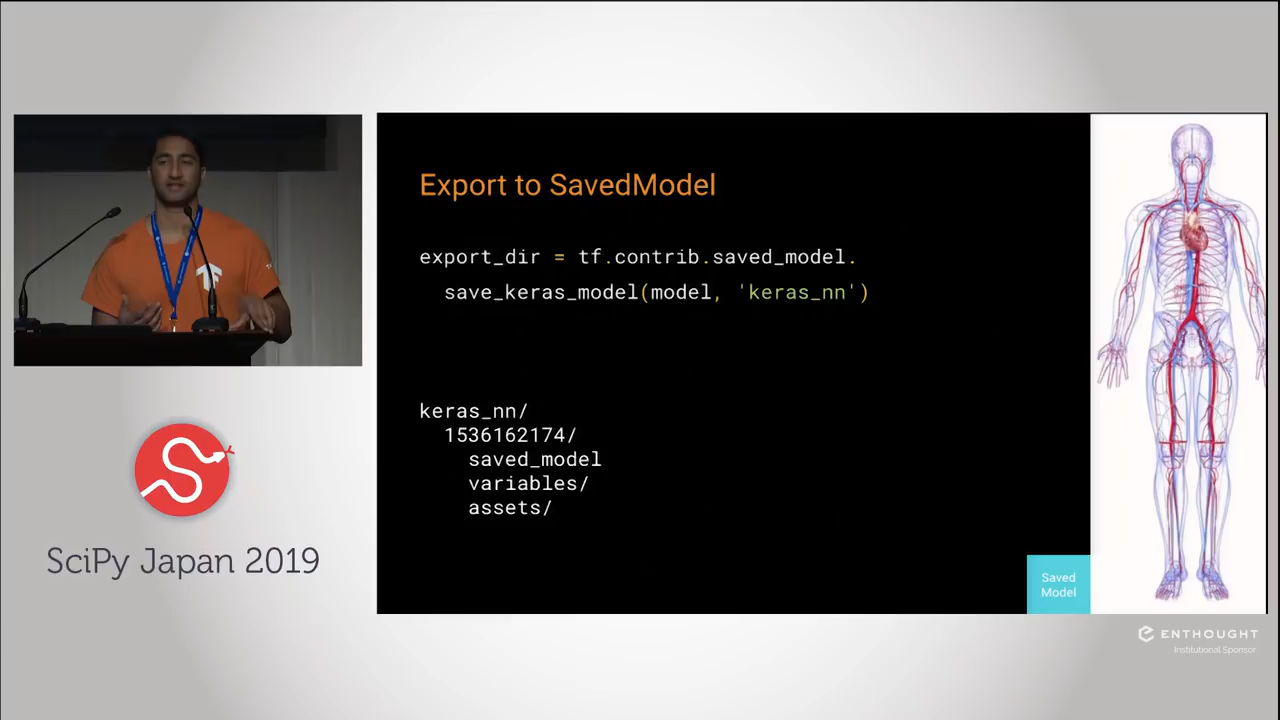 Export to SavedModel
export_dir = tf.contrib.saved_model.
save_keras_model(model, 'keras_nn')
keras_nn/
1536162174/
saved_model
variables/
assets/
Saved
Model
SciPy Japan 2019
ENTHOUGHT
Institutional Sponsor